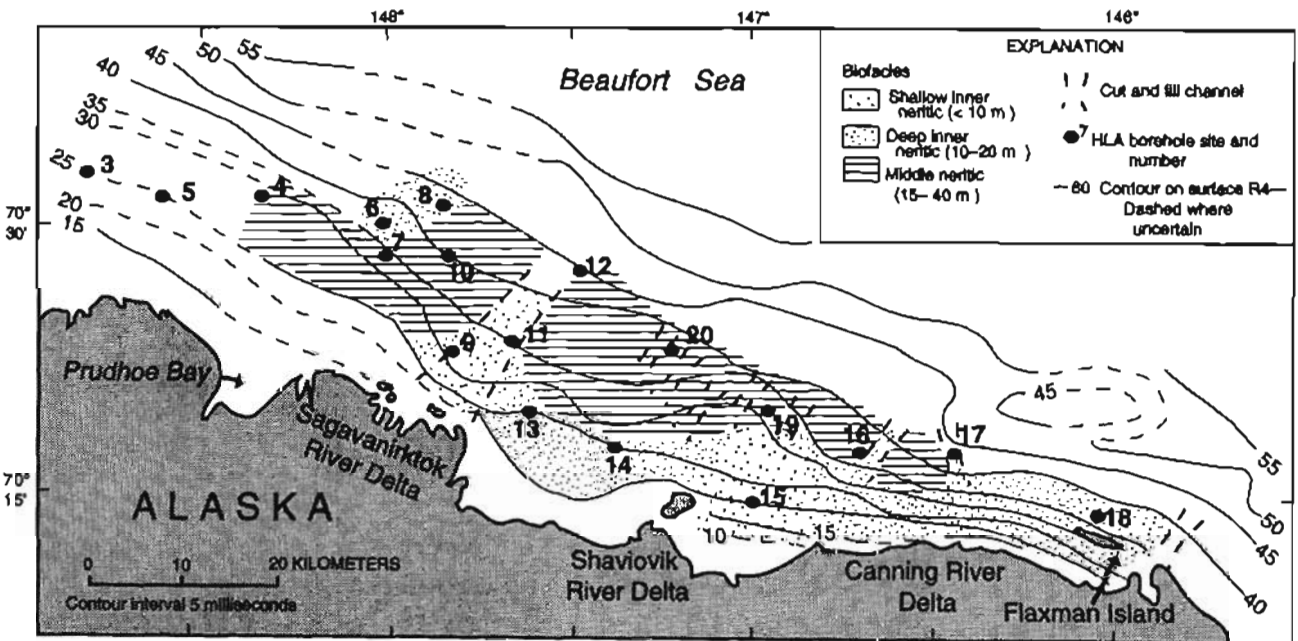 148°
147°
146°
70°
30'
70°
15'
Beaufort Sea
EXPLANATION
Biofacies
Shallow inner
neritic (< 10 m)
Deep inner
neritic (10–20 m)
Middle neritic
(15–40 m)
Cut and fill channel
7
HLA borehole site and
number
60
Contour on surface R4—
Dashed where
uncertain
55
50
45
40
35
30
25
20
15
3
5
4
8
6
7
10
12
11
9
20
13
14
19
16
17
15
18
45
55
50
45
40
10
15
Prudhoe Bay
Sagavanirktok
River Delta
ALASKA
Shaviovik
River Delta
Canning River
Delta
Flaxman Island
0 10 20 KILOMETERS
Contour interval 5 milliseconds